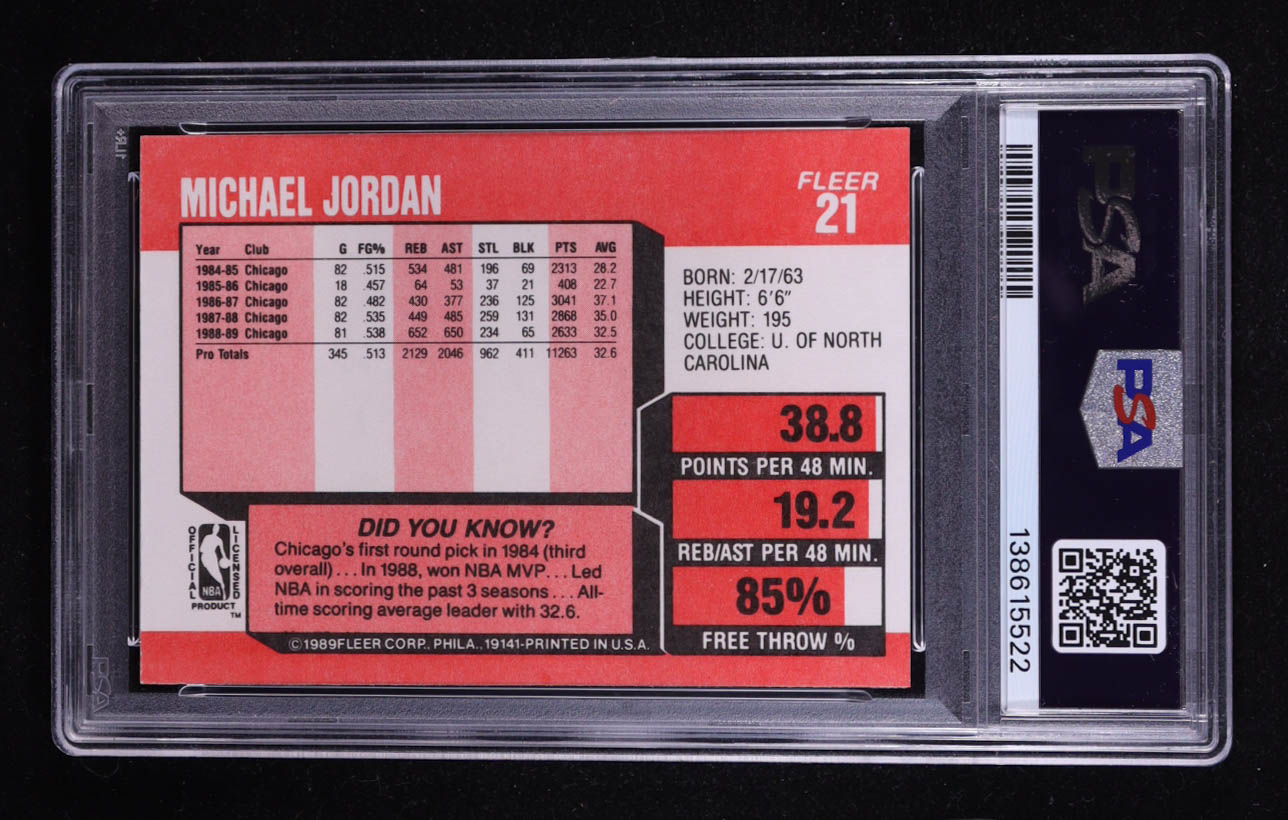 MICHAEL JORDAN
FLEER
21
Year Club G FG% REB AST STL BLK PTS AVG
1984-85 Chicago 82 .515 534 481 196 69 2313 28.2
1985-86 Chicago 18 .457 64 53 37 21 408 22.7
1986-87 Chicago 82 .482 430 377 236 125 3041 37.1
1987-88 Chicago 82 .535 449 485 259 131 2868 35.0
1988-89 Chicago 81 .538 652 650 234 65 2633 32.5
Pro Totals 345 .513 2129 2046 962 411 11263 32.6
BORN: 2/17/63
HEIGHT: 6'6"
WEIGHT: 195
COLLEGE: U. OF NORTH
CAROLINA
38.8
POINTS PER 48 MIN.
19.2
REB/AST PER 48 MIN.
85%
FREE THROW %
DID YOU KNOW?
Chicago's first round pick in 1984 (third
overall)...In 1988, won NBA MVP...Led
NBA in scoring the past 3 seasons...All-
time scoring average leader with 32.6.
OFFICIAL
LICENSED
NBA
PRODUCT
TM
©1989FLEER CORP., PHILA., 19141-PRINTED IN U.S.A.
PSA
PSA
138615522
PSA